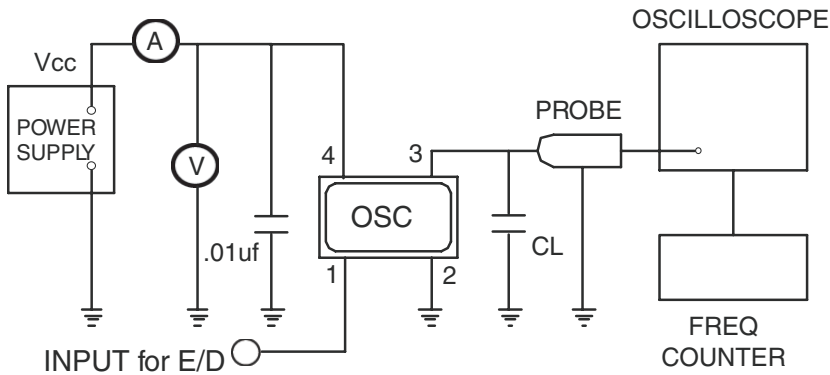 OSCILLOSCOPE
A
Vcc
PROBE
POWER
SUPPLY
V
4
3
OSC
.01uf
CL
1
2
INPUT for E/D
FREQ
COUNTER